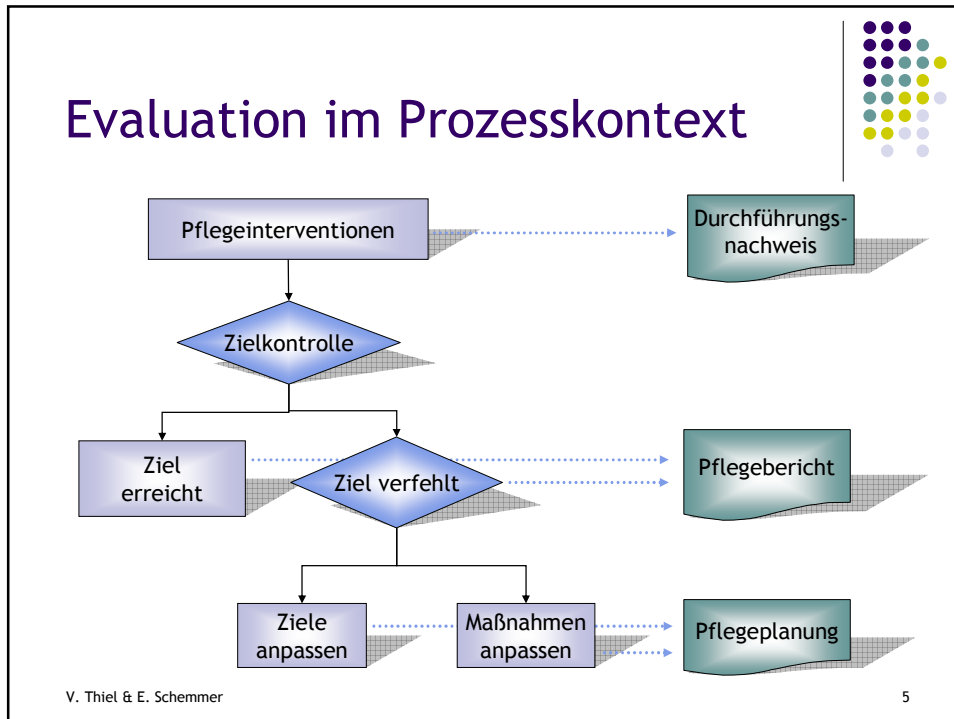 Evaluation im Prozesskontext
Pflegeinterventionen
Durchführungs-
nachweis
Zielkontrolle
Ziel
erreicht
Ziel verfehlt
Pflegebericht
Ziele
anpassen
Maßnahmen
anpassen
Pflegeplanung
V. Thiel & E. Schemmer
5